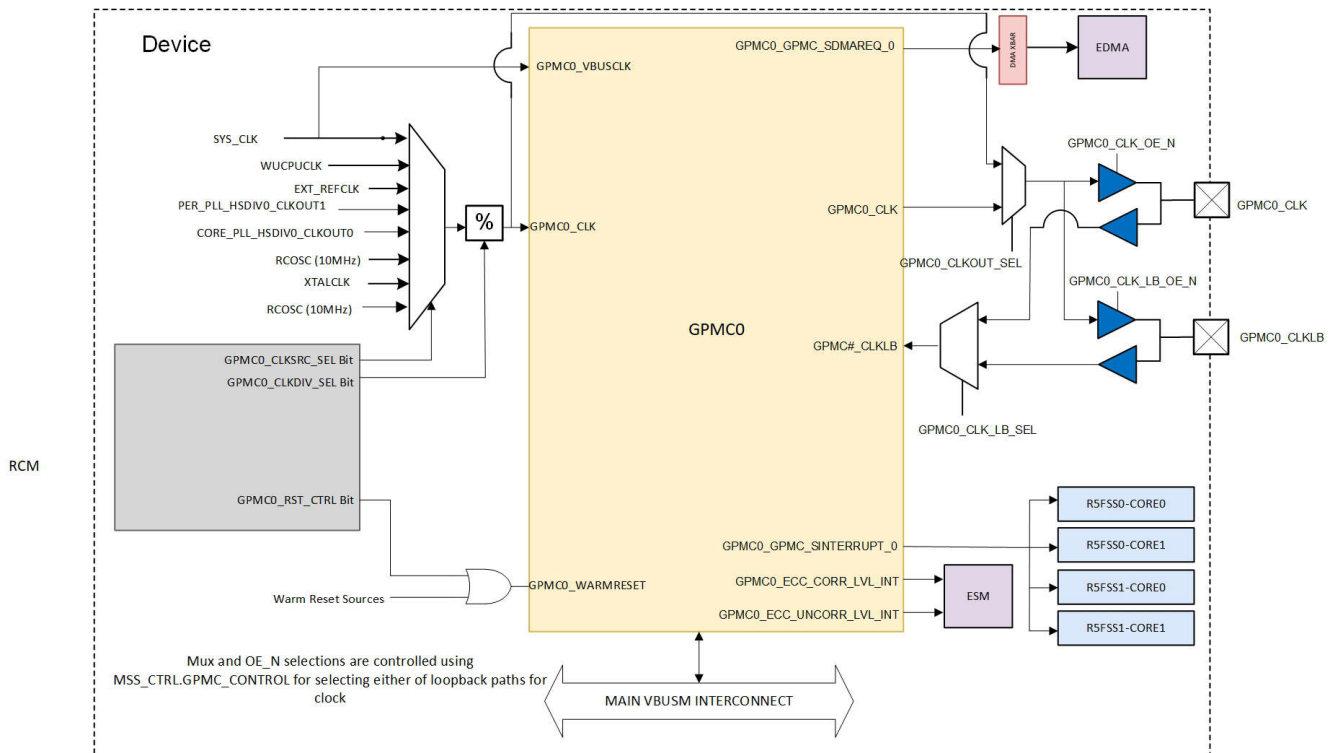 Device
GPMC0_GPMC_SDMAREQ_0
DMA XBAR
EDMA
GPMC0_VBUSCLK
SYS_CLK
WUCPUCLK
EXT_REFCLK
PER_PLL_HSDIV0_CLKOUT1
CORE_PLL_HSDIV0_CLKOUT0
RCOSC (10MHz)
XTALCLK
RCOSC (10MHz)
%
GPMC0_CLK
GPMC0_CLK
GPMC0_CLKOUT_SEL
GPMC0_CLK_OE_N
GPMC0_CLK
GPMC0_CLK_LB_OE_N
GPMC0_CLKLB
GPMC0
GPMC#_CLKLB
GPMC0_CLK_LB_SEL
GPMC0_CLKSRC_SEL Bit
GPMC0_CLKDIV_SEL Bit
RCM
GPMC0_RST_CTRL Bit
Warm Reset Sources
GPMC0_WARMRESET
GPMC0_GPMC_SINTERRUPT_0
GPMC0_ECC_CORR_LVL_INT
GPMC0_ECC_UNCORR_LVL_INT
ESM
R5FSS0-CORE0
R5FSS0-CORE1
R5FSS1-CORE0
R5FSS1-CORE1
Mux and OE_N selections are controlled using
MSS_CTRL.GPMC_CONTROL for selecting either of loopback paths for
clock
MAIN VBUSM INTERCONNECT